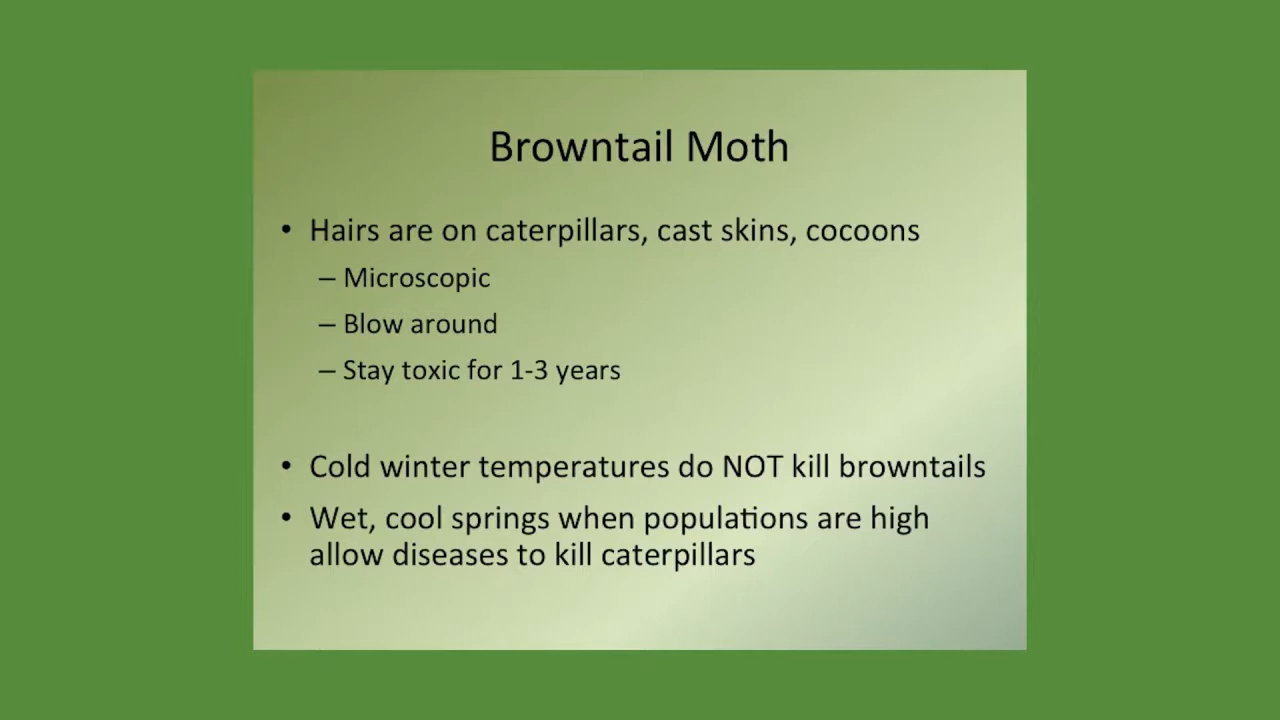 Browntail Moth
• Hairs are on caterpillars, cast skins, cocoons
– Microscopic
– Blow around
– Stay toxic for 1-3 years
• Cold winter temperatures do NOT kill browntails
• Wet, cool springs when populations are high
allow diseases to kill caterpillars